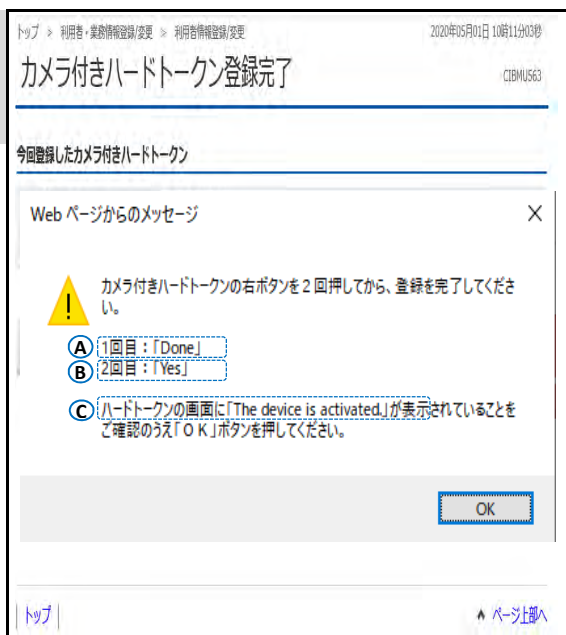 トップ > 利用者・業務情報登録/変更 > 利用者情報登録/変更
2020年05月01日 10時11分03秒
カメラ付きハードトークン登録完了
CIBMU563
今回登録したカメラ付きハードトークン
Web ページからのメッセージ
カメラ付きハードトークンの右ボタンを2回押してから、登録を完了してくださ
い。
A 1回目:「Done」
B 2回目:「Yes」
C ハードトークンの画面に「The device is activated.」が表示されていることを
ご確認のうえ「OK」ボタンを押してください。
OK
トップ
ページ上部へ